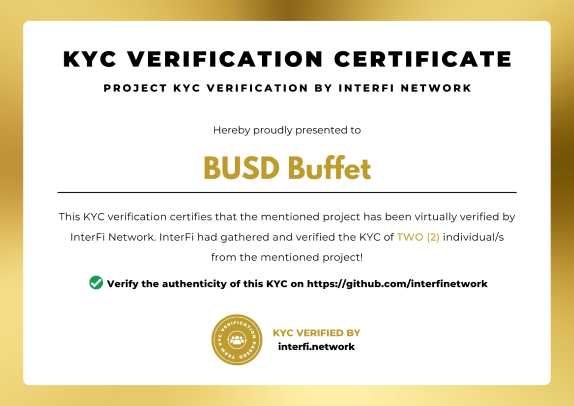 KYC VERIFICATION CERTIFICATE
PROJECT KYC VERIFICATION BY INTERFI NETWORK
Hereby proudly presented to
BUSD Buffet
This KYC verification certifies that the mentioned project has been virtually verified by
InterFi Network. InterFi had gathered and verified the KYC of TWO (2) individual/s
from the mentioned project!
Verify the authenticity of this KYC on https://github.com/interfinetwork
KYC VERIFICATION
TEAM KYC VERIFICATION PASSED
KYC VERIFIED BY
interfi.network